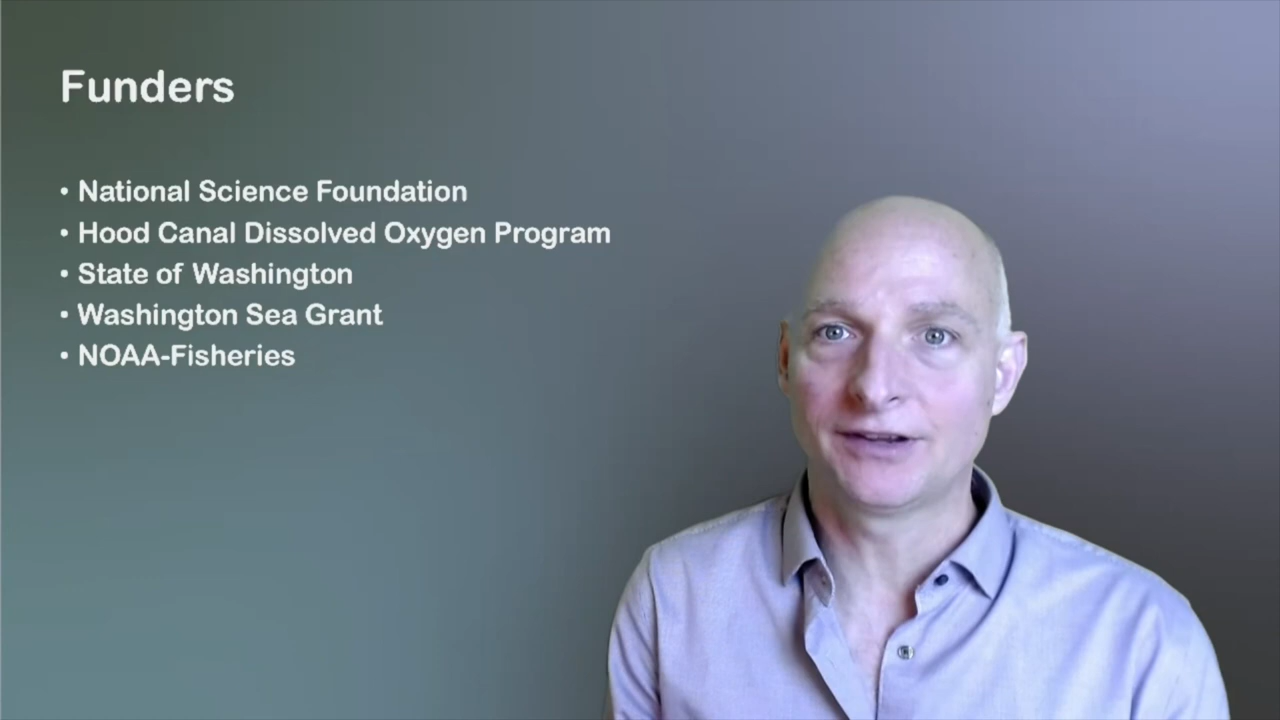 Funders
• National Science Foundation
• Hood Canal Dissolved Oxygen Program
• State of Washington
• Washington Sea Grant
• NOAA-Fisheries